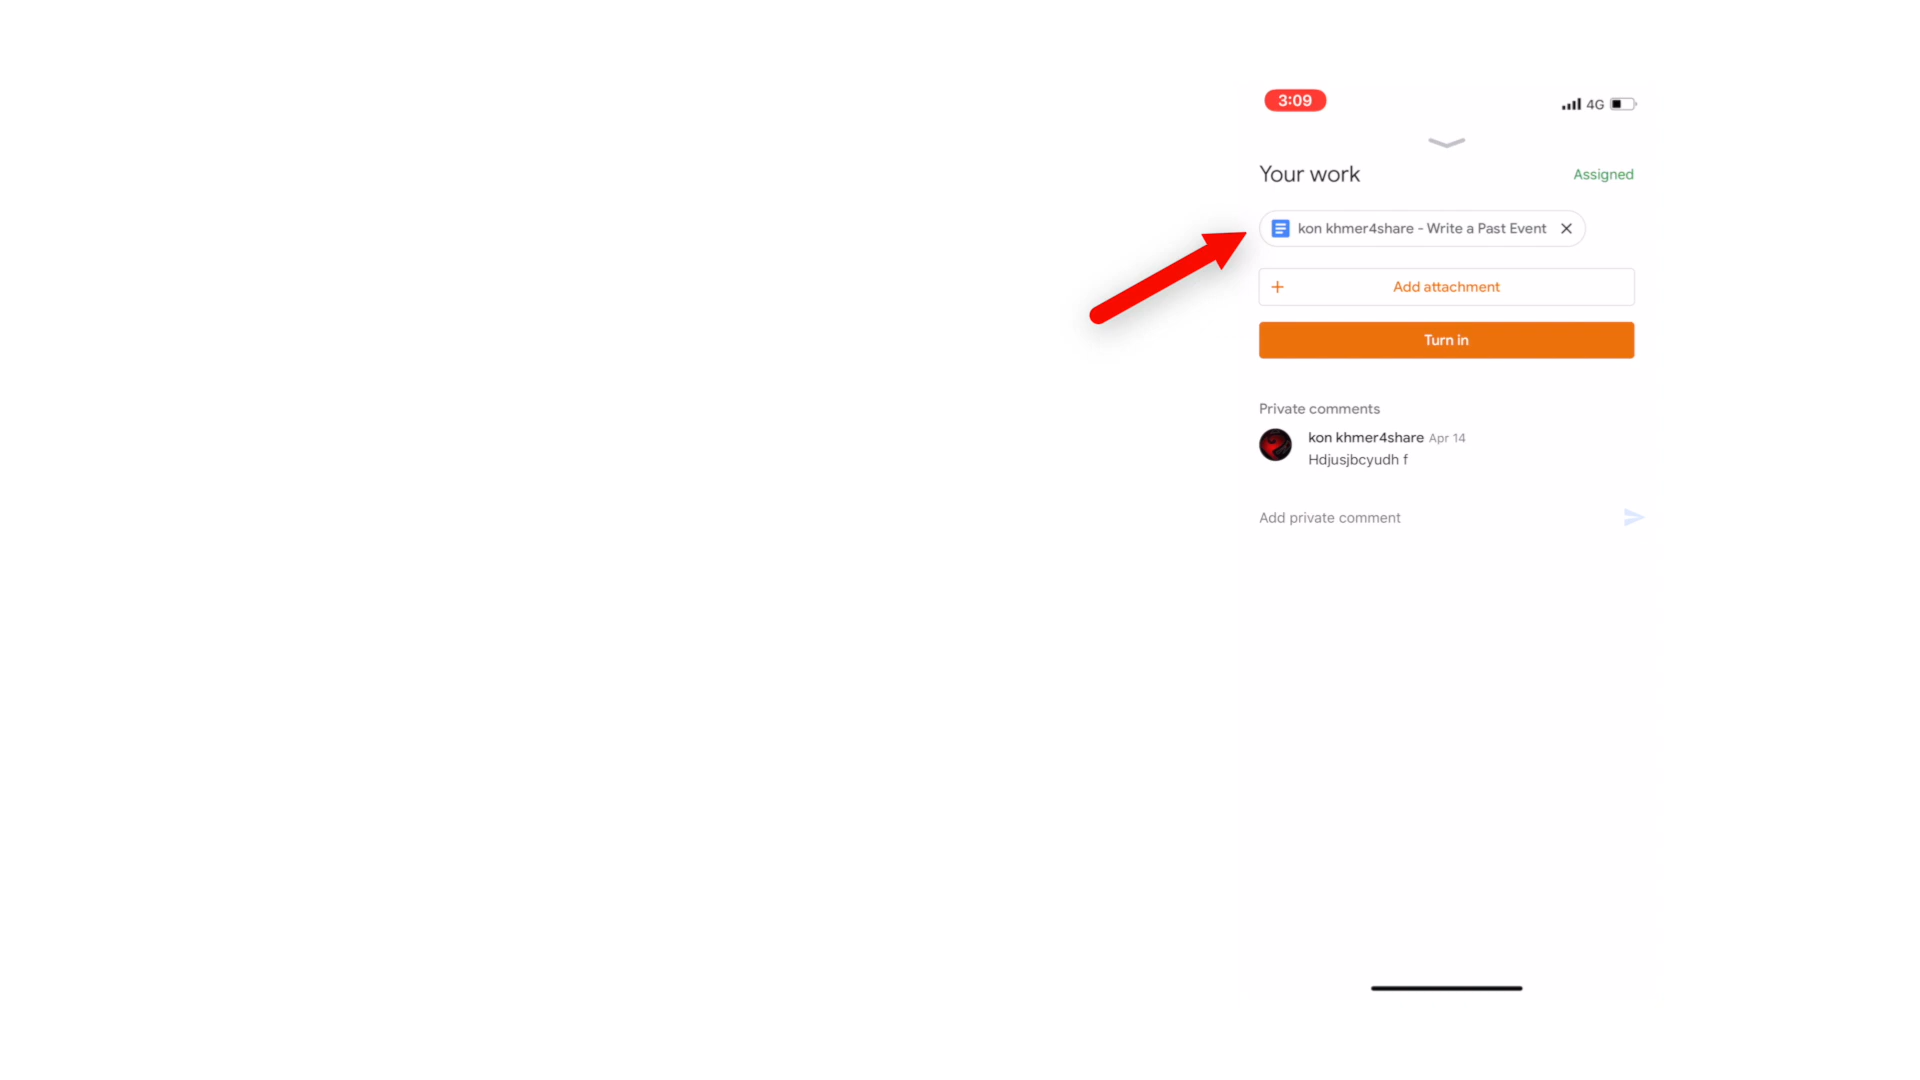 3:09
4G
Your work
Assigned
kon khmer4share - Write a Past Event
Add attachment
Turn in
Private comments
kon khmer4share Apr 14
Hdjusjbcyudh f
Add private comment